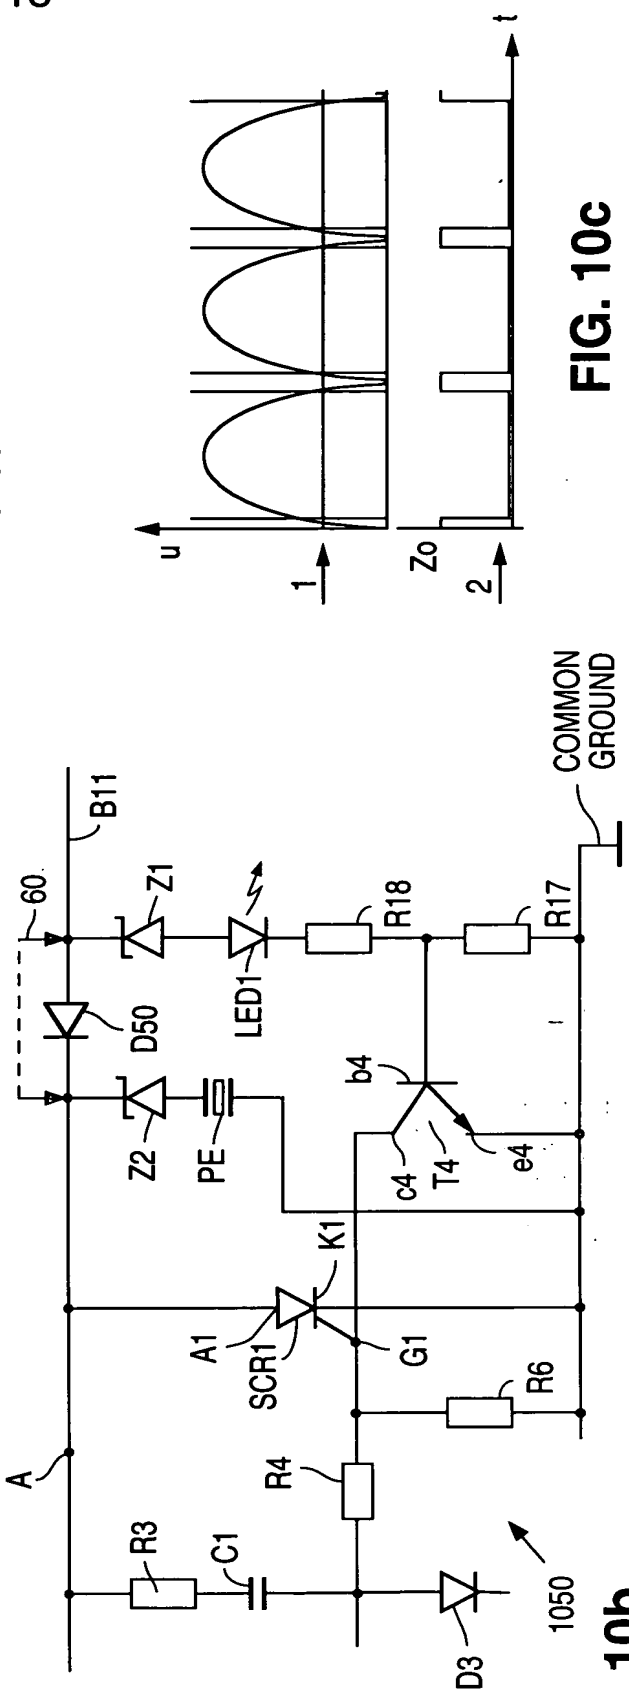 A
R3
C1
D3
1050
R4
R6
A1
SCR1
K1
G1
Z2
PE
D50
60
B11
Z1
LED1
R18
R17
b4
c4
T4
e4
COMMON
GROUND
10b
u
1
Zo
2
t
FIG. 10c